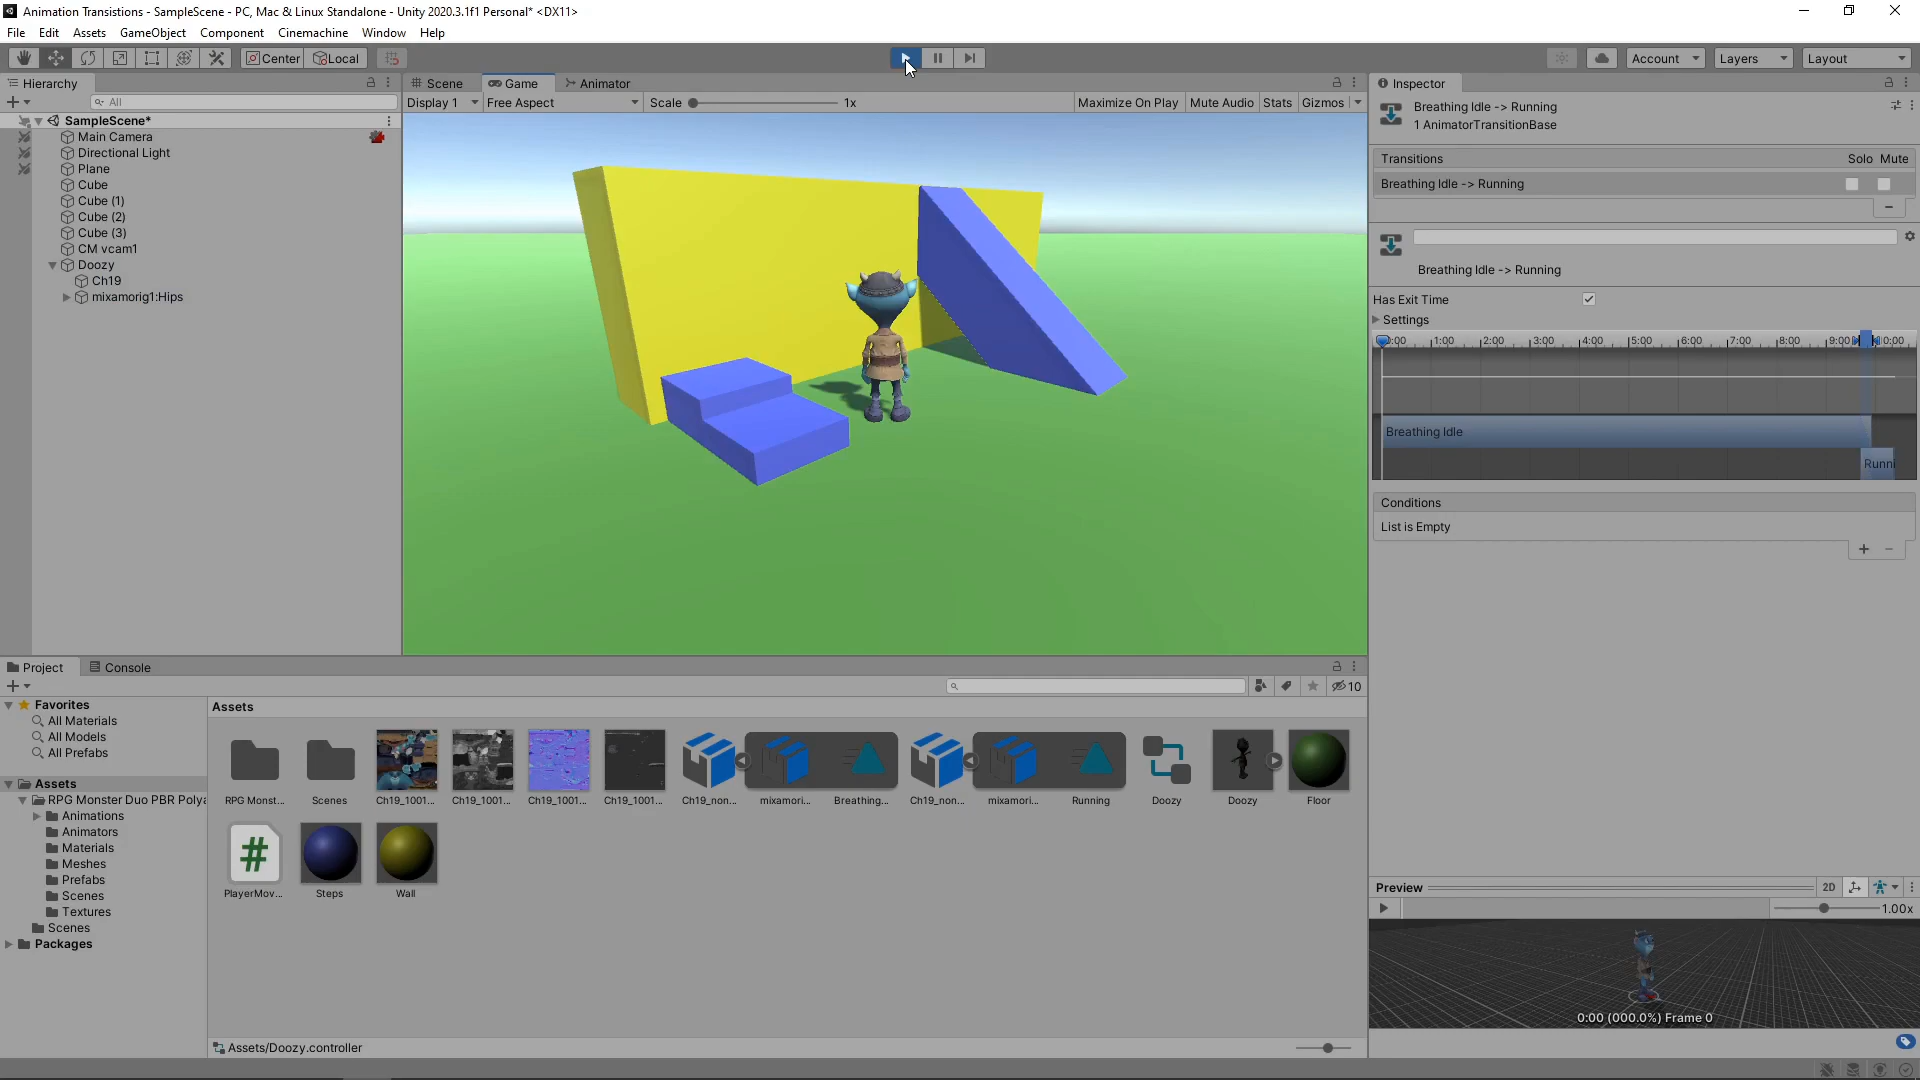 Animation Transistions - SampleScene - PC, Mac & Linux Standalone - Unity 2020.3.1f1 Personal* <DX11>
File Edit Assets GameObject Component Cinemachine Window Help
Center Local Account Layers Layout
Hierarchy
All
SampleScene*
Main Camera
Directional Light
Plane
Cube
Cube (1)
Cube (2)
Cube (3)
CM vcam1
Doozy
Ch19
mixamorig1:Hips
Scene Game Animator
Display 1 Free Aspect Scale 1x Maximize On Play Mute Audio Stats Gizmos
Inspector
Breathing Idle -> Running
1 AnimatorTransitionBase
Transitions Solo Mute
Breathing Idle -> Running
Breathing Idle -> Running
Has Exit Time
Settings
0:00 1:00 2:00 3:00 4:00 5:00 6:00 7:00 8:00 9:00 0:00
Breathing Idle
Runni
Conditions
List is Empty
Preview 2D
1.00x
0:00 (000.0%) Frame 0
Project Console
10
Favorites
All Materials
All Models
All Prefabs
Assets
RPG Monster Duo PBR Polya
Animations
Animators
Materials
Meshes
Prefabs
Scenes
Textures
Scenes
Packages
Assets
RPG Monst... Scenes Ch19_1001... Ch19_1001... Ch19_1001... Ch19_1001... Ch19_non... mixamori... Breathing... Ch19_non... mixamori... Running Doozy Doozy Floor
#
PlayerMov... Steps Wall
Assets/Doozy.controller